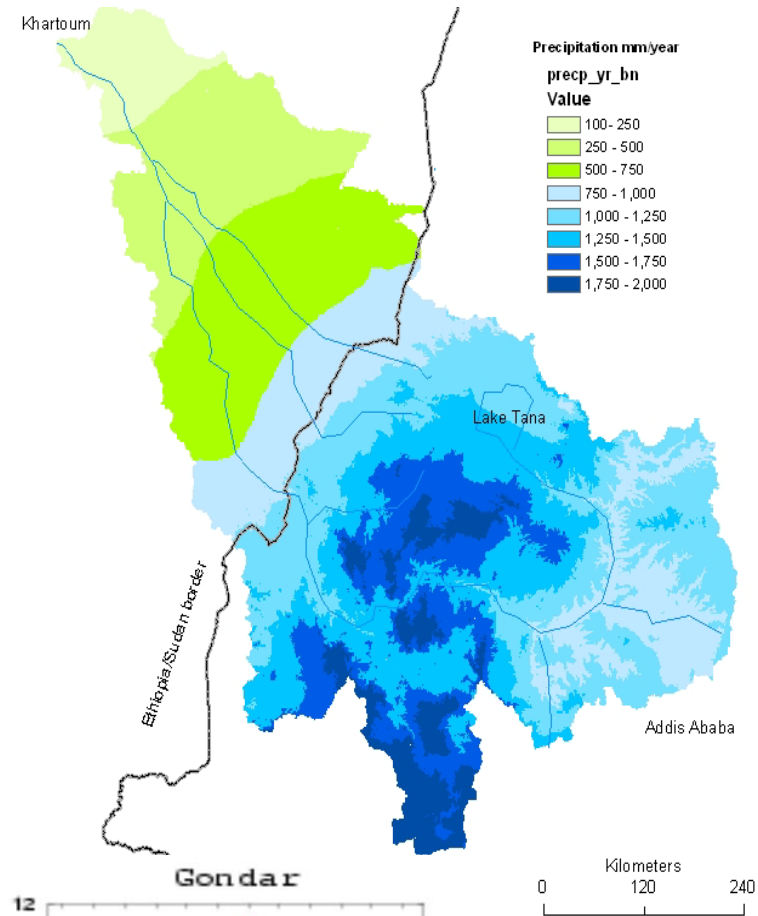 Khartoum
Precipitation mm/year
precp_yr_bn
Value
100- 250
250 - 500
500 - 750
750 - 1,000
1,000 - 1,250
1,250 - 1,500
1,500 - 1,750
1,750 - 2,000
Lake Tana
Ethiopia/Sudan border
Addis Ababa
Kilometers
0 120 240
Gondar
12